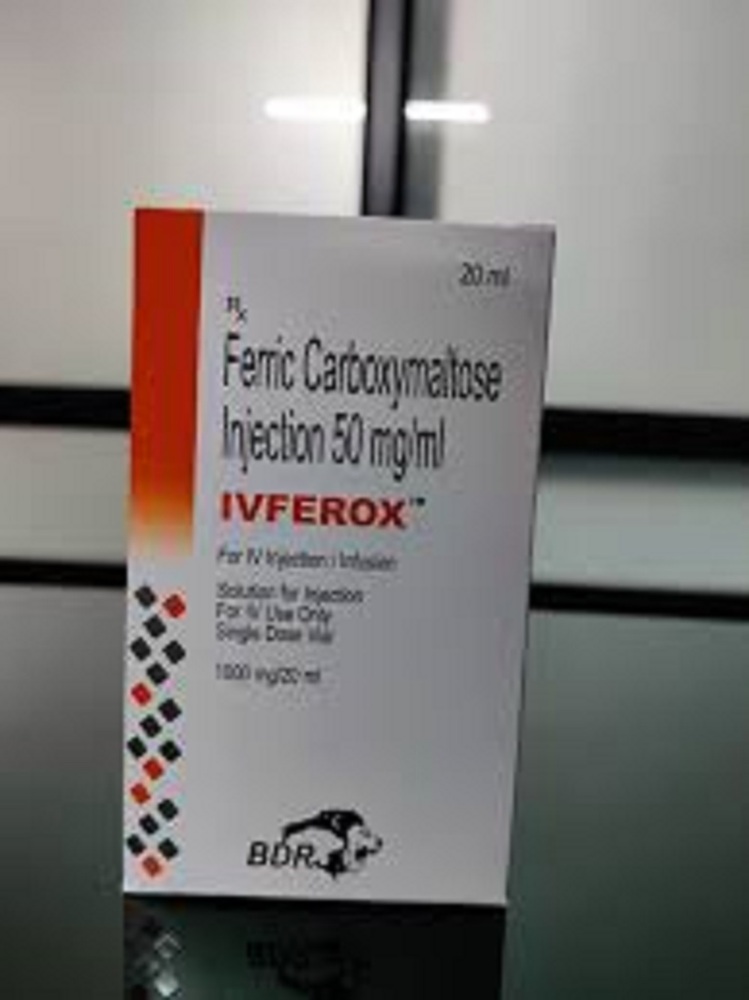 20 ml
Rx
Ferric Carboxymaltose
Injection 50 mg/ml
IVFEROX™
For IV Injection / Infusion
Solution for Injection
For IV Use Only
Single Dose Vial
1000 mg/20 ml
BDR